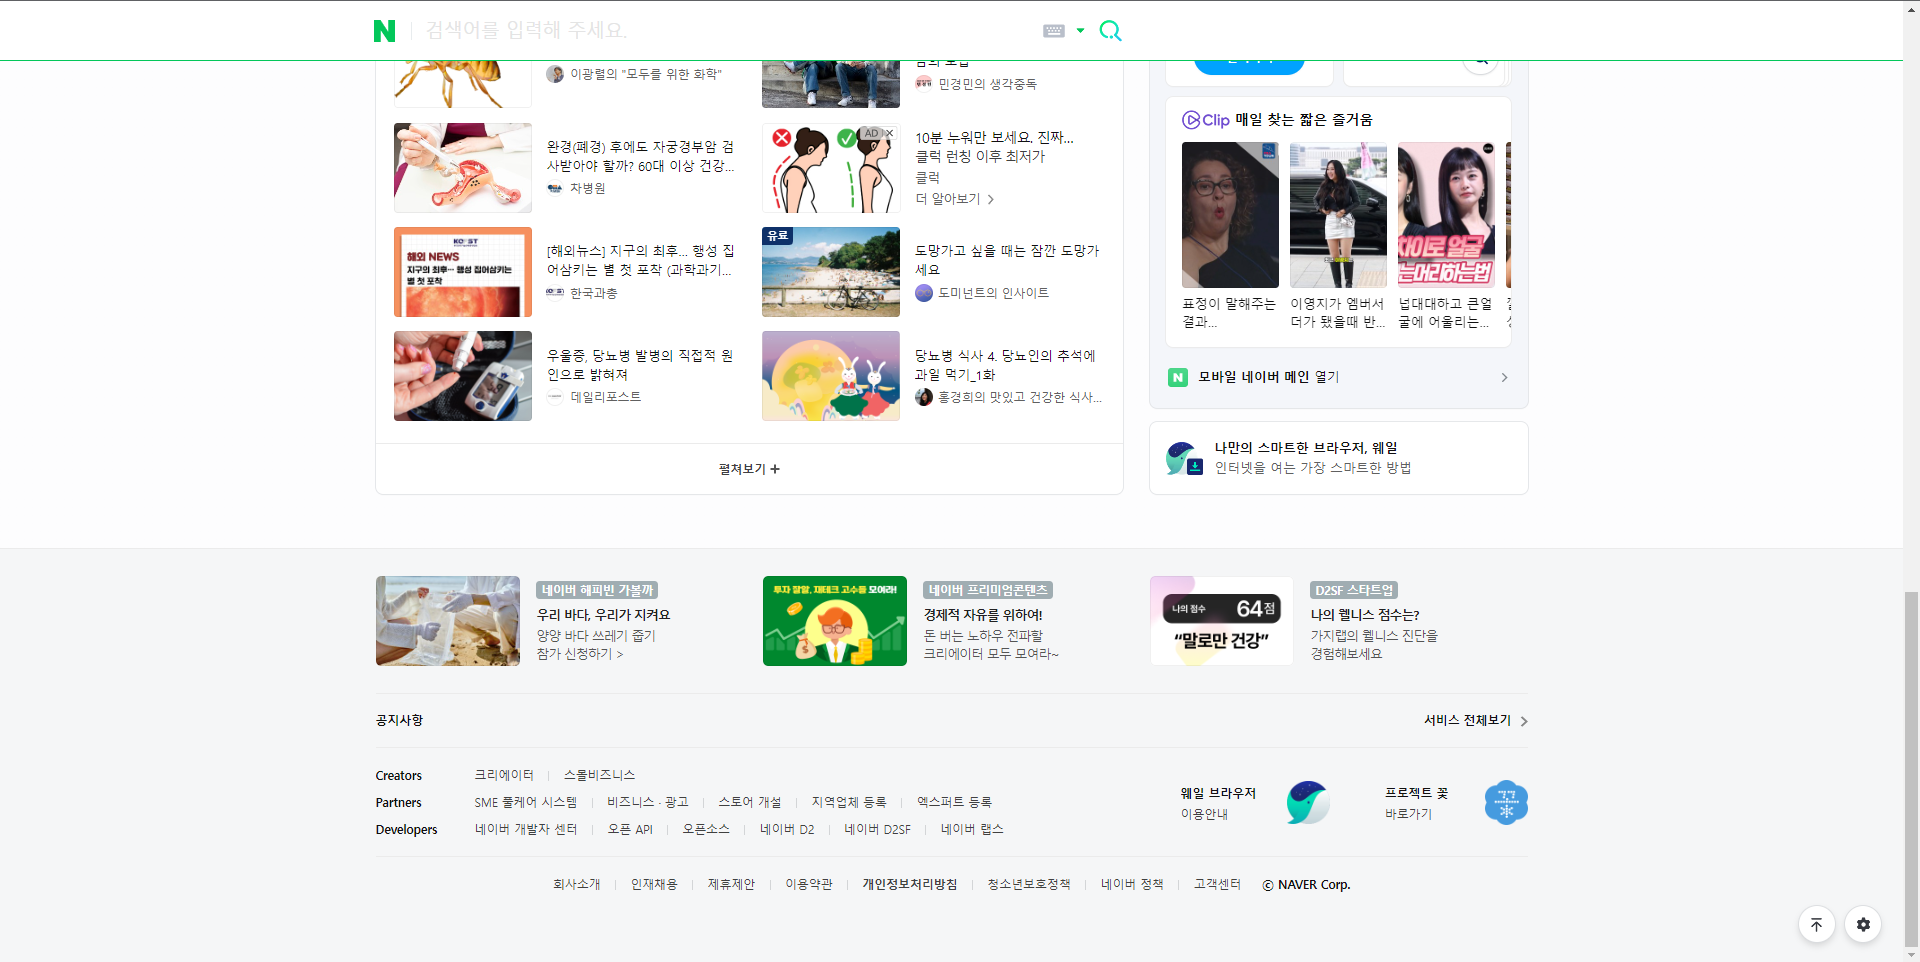 N
검색어를 입력해 주세요.
이광렬의 "모두를 위한 화학"
민경민의 생각중독
완경(폐경) 후에도 자궁경부암 검
사받아야 할까? 60대 이상 건강...
차병원
AD
10분 누워만 보세요. 진짜...
클럭 런칭 이후 최저가
클럭
더 알아보기
해외 NEWS
지구의 최후... 행성 집어삼키는
별 첫 포착
[해외뉴스] 지구의 최후... 행성 집
어삼키는 별 첫 포착 (과학과기...
한국과총
유료
도망가고 싶을 때는 잠깐 도망가
세요
도미넌트의 인사이트
우울증, 당뇨병 발병의 직접적 원
인으로 밝혀져
데일리포스트
당뇨병 식사 4. 당뇨인의 추석에
과일 먹기_1화
홍경희의 맛있고 건강한 식사...
펼쳐보기
Clip 매일 찾는 짧은 즐거움
차이로 얼굴
는머리하는법
표정이 말해주는
결과...
이영지가 엠버서
더가 됐을때 반...
넙대대하고 큰얼
굴에 어울리는...
N 모바일 네이버 메인 열기
나만의 스마트한 브라우저, 웨일
인터넷을 여는 가장 스마트한 방법
네이버 해피빈 가볼까
우리 바다, 우리가 지켜요
양양 바다 쓰레기 줍기
참가 신청하기 >
투자 잘알, 재테크 고수들 모여라!
네이버 프리미엄콘텐츠
경제적 자유를 위하여!
돈 버는 노하우 전파할
크리에이터 모두 모여라~
나의 점수 64점
“말로만 건강”
D2SF 스타트업
나의 웰니스 점수는?
가지랩의 웰니스 진단을
경험해보세요
공지사항
서비스 전체보기
Creators 크리에이터 스몰비즈니스
Partners SME 풀케어 시스템 비즈니스 · 광고 스토어 개설 지역업체 등록 엑스퍼트 등록
Developers 네이버 개발자 센터 오픈 API 오픈소스 네이버 D2 네이버 D2SF 네이버 랩스
웨일 브라우저
이용안내
프로젝트 꽃
바로가기
회사소개 인재채용 제휴제안 이용약관 개인정보처리방침 청소년보호정책 네이버 정책 고객센터 © NAVER Corp.